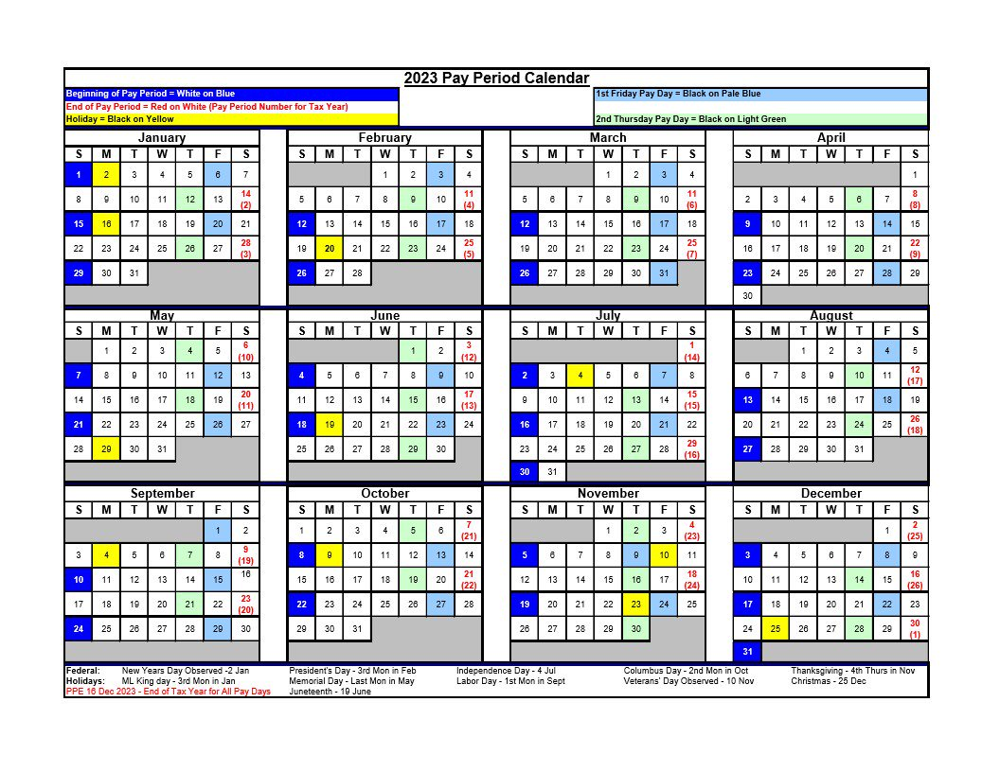 2023 Pay Period Calendar
Beginning of Pay Period = White on Blue 1st Friday Pay Day = Black on Pale Blue
End of Pay Period = Red on White (Pay Period Number for Tax Year)
Holiday = Black on Yellow 2nd Thursday Pay Day = Black on Light Green
January February March April
S M T W T F S S M T W T F S S M T W T F S S M T W T F S
1 2 3 4 5 6 7 1 2 3 4 1 2 3 4 1
8 9 10 11 12 13 14 (2) 5 6 7 8 9 10 11 (4) 5 6 7 8 9 10 11 (6) 2 3 4 5 6 7 8 (8)
15 16 17 18 19 20 21 12 13 14 15 16 17 18 12 13 14 15 16 17 18 9 10 11 12 13 14 15
22 23 24 25 26 27 28 (3) 19 20 21 22 23 24 25 (5) 19 20 21 22 23 24 25 (7) 16 17 18 19 20 21 22 (9)
29 30 31 26 27 28 26 27 28 29 30 31 23 24 25 26 27 28 29
30
May June July August
S M T W T F S S M T W T F S S M T W T F S S M T W T F S
1 2 3 4 5 6 (10) 1 2 3 (12) 1 (14) 1 2 3 4 5
7 8 9 10 11 12 13 4 5 6 7 8 9 10 2 3 4 5 6 7 8 6 7 8 9 10 11 12 (17)
14 15 16 17 18 19 20 (11) 11 12 13 14 15 16 17 (13) 9 10 11 12 13 14 15 (15) 13 14 15 16 17 18 19
21 22 23 24 25 26 27 18 19 20 21 22 23 24 16 17 18 19 20 21 22 20 21 22 23 24 25 26 (18)
28 29 30 31 25 26 27 28 29 30 23 24 25 26 27 28 29 (16) 27 28 29 30 31
30 31
September October November December
S M T W T F S S M T W T F S S M T W T F S S M T W T F S
1 2 1 2 3 4 5 6 7 (21) 1 2 3 4 (23) 1 2 (25)
3 4 5 6 7 8 9 (19) 8 9 10 11 12 13 14 5 6 7 8 9 10 11 3 4 5 6 7 8 9
10 11 12 13 14 15 16 15 16 17 18 19 20 21 (22) 12 13 14 15 16 17 18 (24) 10 11 12 13 14 15 16 (26)
17 18 19 20 21 22 23 (20) 22 23 24 25 26 27 28 19 20 21 22 23 24 25 17 18 19 20 21 22 23
24 25 26 27 28 29 30 29 30 31 26 27 28 29 30 24 25 26 27 28 29 30 (1)
31
Federal: New Years Day Observed -2 Jan President's Day - 3rd Mon in Feb Independence Day - 4 Jul Columbus Day - 2nd Mon in Oct Thanksgiving - 4th Thurs in Nov
Holidays: ML King day - 3rd Mon in Jan Memorial Day - Last Mon in May Labor Day - 1st Mon in Sept Veterans' Day Observed - 10 Nov Christmas - 25 Dec
PPE 16 Dec 2023 - End of Tax Year for All Pay Days Juneteenth - 19 June